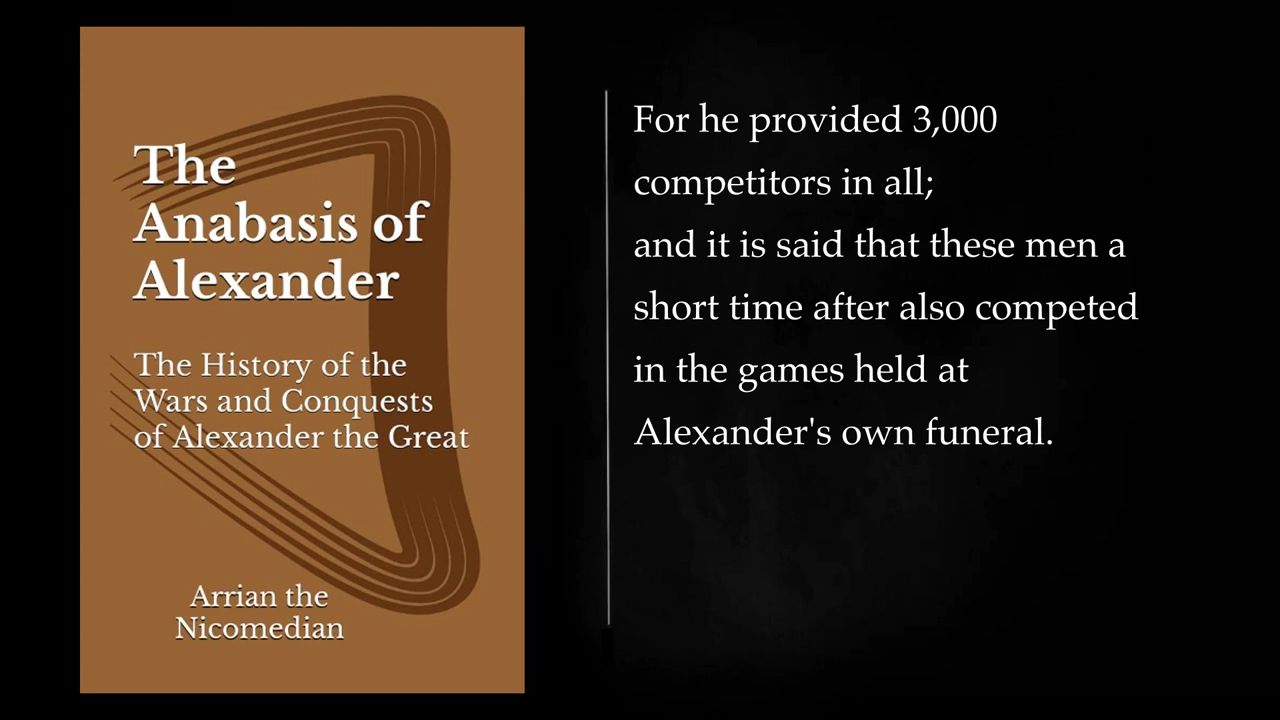 The
Anabasis of
Alexander
The History of the
Wars and Conquests
of Alexander the Great
Arrian the
Nicomedian
For he provided 3,000
competitors in all;
and it is said that these men a
short time after also competed
in the games held at
Alexander's own funeral.